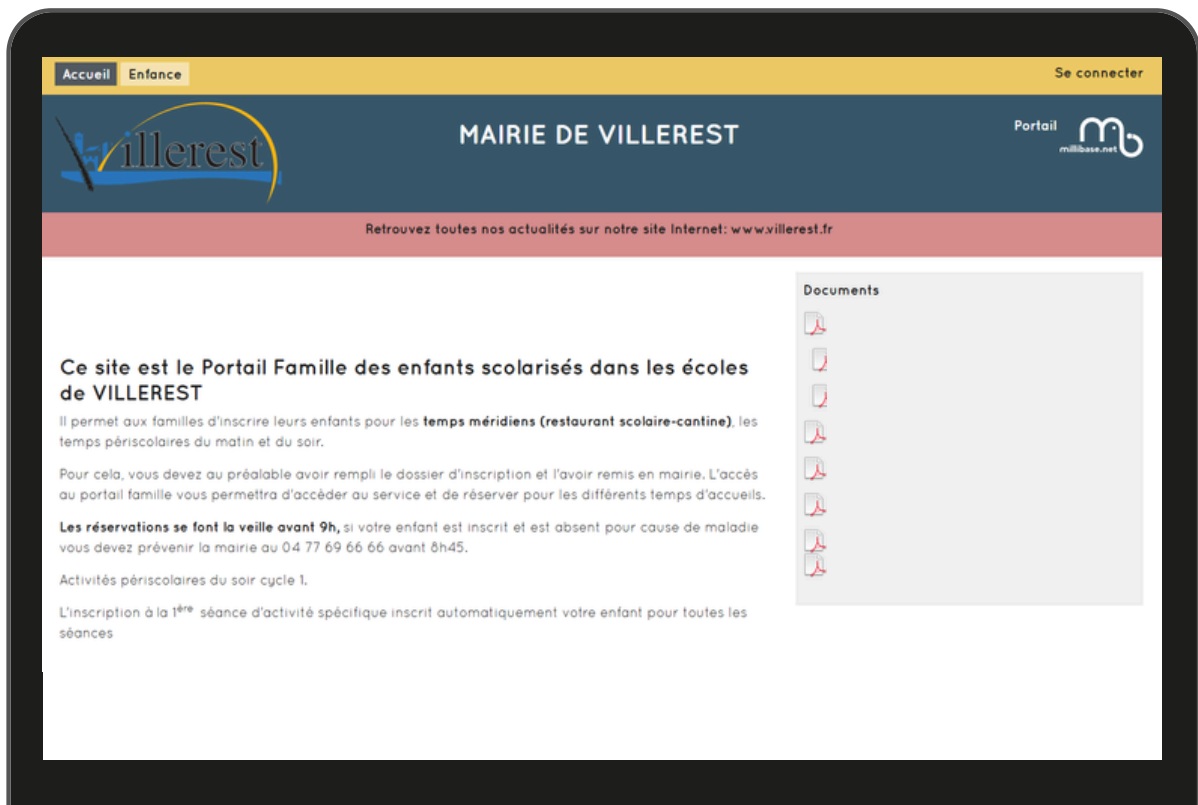 Accueil Enfance Se connecter
Villerest
MAIRIE DE VILLEREST
Portail
millibase.net
Retrouvez toutes nos actualités sur notre site Internet: www.villerest.fr
Documents
Ce site est le Portail Famille des enfants scolarisés dans les écoles
de VILLEREST
Il permet aux familles d'inscrire leurs enfants pour les temps méridiens (restaurant scolaire-cantine), les
temps périscolaires du matin et du soir.
Pour cela, vous devez au préalable avoir rempli le dossier d'inscription et l'avoir remis en mairie. L'accès
au portail famille vous permettra d'accèder au service et de réserver pour les différents temps d'accueils.
Les réservations se font la veille avant 9h, si votre enfant est inscrit et est absent pour cause de maladie
vous devez prévenir la mairie au 04 77 69 66 66 avant 8h45.
Activités périscolaires du soir cycle 1.
L'inscription à la 1ère séance d'activité spécifique inscrit automatiquement votre enfant pour toutes les
séances